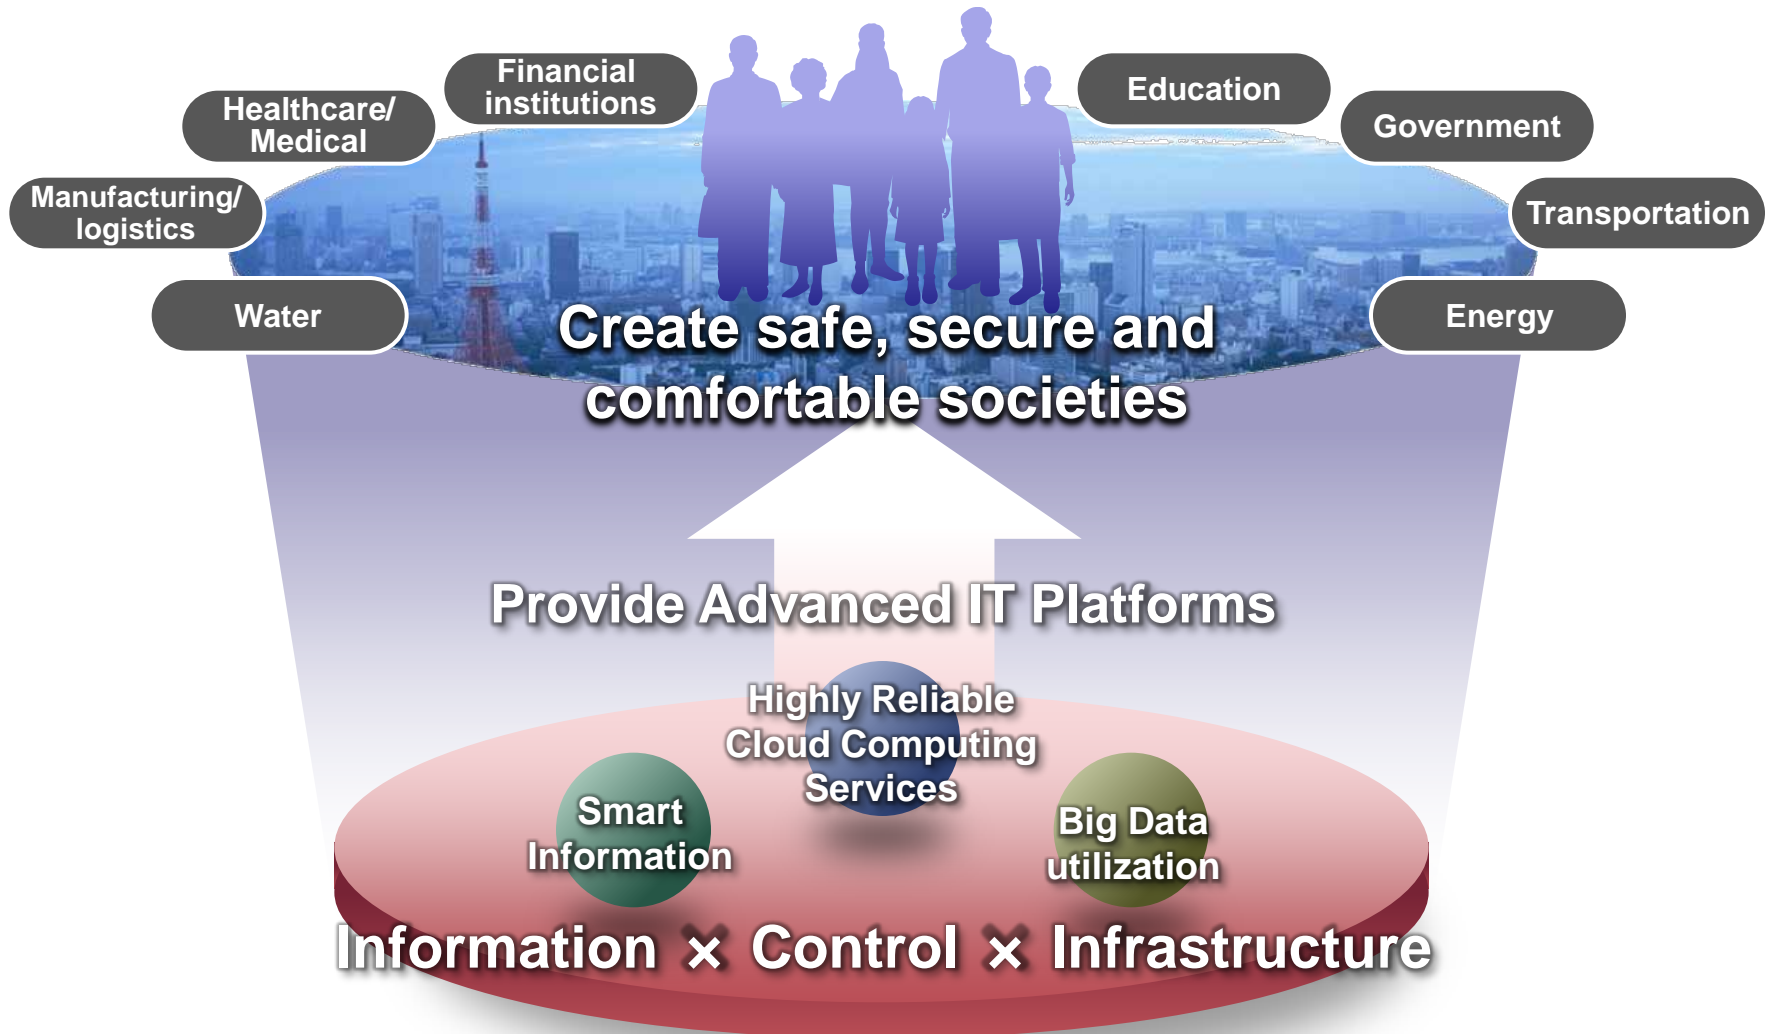 Financial
institutions
Education
Healthcare/
Medical
Government
Manufacturing/
logistics
Transportation
Water
Energy
Create safe, secure and
comfortable societies
Provide Advanced IT Platforms
Highly Reliable
Cloud Computing
Services
Smart
Information
Big Data
utilization
Information × Control × Infrastructure